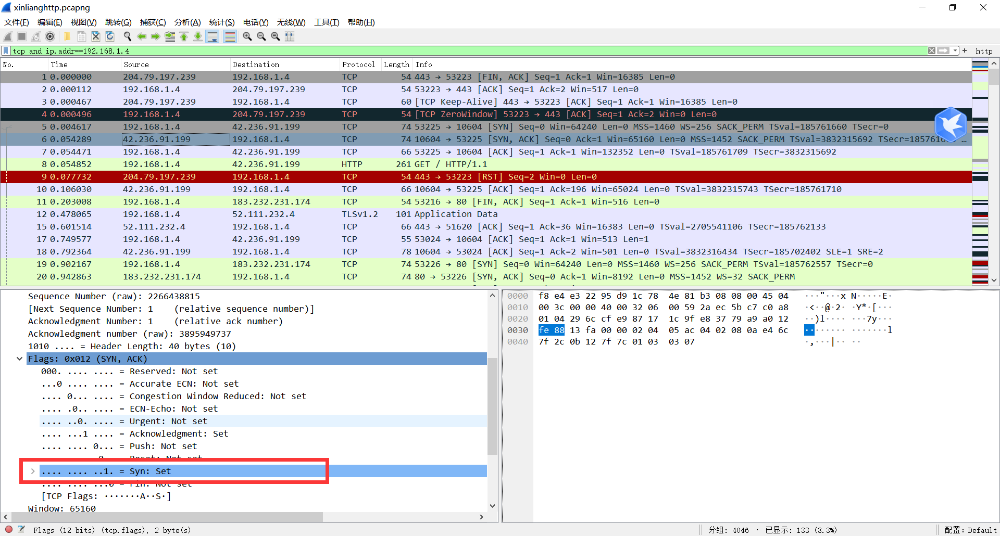 xinlianghttp.pcapng
文件(F) 编辑(E) 视图(V) 跳转(G) 捕获(C) 分析(A) 统计(S) 电话(Y) 无线(W) 工具(T) 帮助(H)
tcp and ip.addr==192.168.1.4 + http
No. Time Source Destination Protocol Length Info
1 0.000000 204.79.197.239 192.168.1.4 TCP 54 443 → 53223 [FIN, ACK] Seq=1 Ack=1 Win=16385 Len=0
2 0.000112 192.168.1.4 204.79.197.239 TCP 54 53223 → 443 [ACK] Seq=1 Ack=2 Win=517 Len=0
3 0.000467 204.79.197.239 192.168.1.4 TCP 60 [TCP Keep-Alive] 443 → 53223 [ACK] Seq=1 Ack=1 Win=16385 Len=0
4 0.000496 192.168.1.4 204.79.197.239 TCP 54 [TCP ZeroWindow] 53223 → 443 [ACK] Seq=1 Ack=2 Win=0 Len=0
5 0.004617 192.168.1.4 42.236.91.199 TCP 74 53225 → 10604 [SYN] Seq=0 Win=64240 Len=0 MSS=1460 WS=256 SACK_PERM TSval=185761660 TSecr=0
6 0.054289 42.236.91.199 192.168.1.4 TCP 74 10604 → 53225 [SYN, ACK] Seq=0 Ack=1 Win=65160 Len=0 MSS=1452 SACK_PERM TSval=3832315692 …
7 0.054471 192.168.1.4 42.236.91.199 TCP 66 53225 → 10604 [ACK] Seq=1 Ack=1 Win=132352 Len=0 TSval=185761709 TSecr=3832315692
8 0.054852 192.168.1.4 42.236.91.199 HTTP 261 GET / HTTP/1.1
9 0.077732 204.79.197.239 192.168.1.4 TCP 54 443 → 53223 [RST] Seq=2 Win=0 Len=0
10 0.106030 42.236.91.199 192.168.1.4 TCP 66 10604 → 53225 [ACK] Seq=1 Ack=196 Win=65024 Len=0 TSval=3832315743 TSecr=185761710
11 0.203008 192.168.1.4 183.232.231.174 TCP 54 53216 → 80 [FIN, ACK] Seq=1 Ack=1 Win=516 Len=0
12 0.478065 192.168.1.4 52.111.232.4 TLSv1.2 101 Application Data
15 0.601514 52.111.232.4 192.168.1.4 TCP 66 443 → 51620 [ACK] Seq=1 Ack=36 Win=16383 Len=0 TSval=2705541106 TSecr=185762133
17 0.749577 192.168.1.4 42.236.91.199 TCP 55 53024 → 10604 [ACK] Seq=1 Ack=1 Win=513 Len=1
18 0.792364 42.236.91.199 192.168.1.4 TCP 78 10604 → 53024 [ACK] Seq=1 Ack=2 Win=501 Len=0 TSval=3832316434 TSecr=185702402 SLE=1 SRE=2
19 0.902167 192.168.1.4 183.232.231.174 TCP 74 53226 → 80 [SYN] Seq=0 Win=64240 Len=0 MSS=1460 WS=256 SACK_PERM TSval=185762557 TSecr=0
20 0.942863 183.232.231.174 192.168.1.4 TCP 74 80 → 53226 [SYN, ACK] Seq=0 Ack=1 Win=8192 Len=0 MSS=1452 WS=32 SACK_PERM
Sequence Number (raw): 2266438815
[Next Sequence Number: 1    (relative sequence number)]
Acknowledgment Number: 1    (relative ack number)
Acknowledgment number (raw): 3895949737
1010 .... = Header Length: 40 bytes (10)
Flags: 0x012 (SYN, ACK)
000. .... .... = Reserved: Not set
...0 .... .... = Accurate ECN: Not set
.... 0... .... = Congestion Window Reduced: Not set
.... .0.. .... = ECN-Echo: Not set
.... ..0. .... = Urgent: Not set
.... ...1 .... = Acknowledgment: Set
.... .... 0... = Push: Not set
.... .... ..1. = Syn: Set
.... .... ...0 = Fin: Not set
[TCP Flags: ·······A··S·]
Window: 65160
0000 f8 e4 e3 22 95 d9 1c 78 4e 81 b3 08 08 00 45 04 ···"···x N·····E·
0010 00 3c 00 00 40 00 32 06 00 59 2a ec 5b c7 c0 a8 ·<··@·2· ·Y*·[···
0020 01 04 29 6c cf e9 87 17 1c 9f e8 37 79 a9 a0 12 ··)l···· ···7y···
0030 fe 88 13 fa 00 00 02 04 05 ac 04 02 08 0a e4 6c ········ ·······l
0040 7f 2c 0b 12 7f 7c 01 03 03 07 ·,···|·· ··
Flags (12 bits) (tcp.flags), 2 byte(s) 分组: 4046 · 已显示: 133 (3.3%) 配置: Default